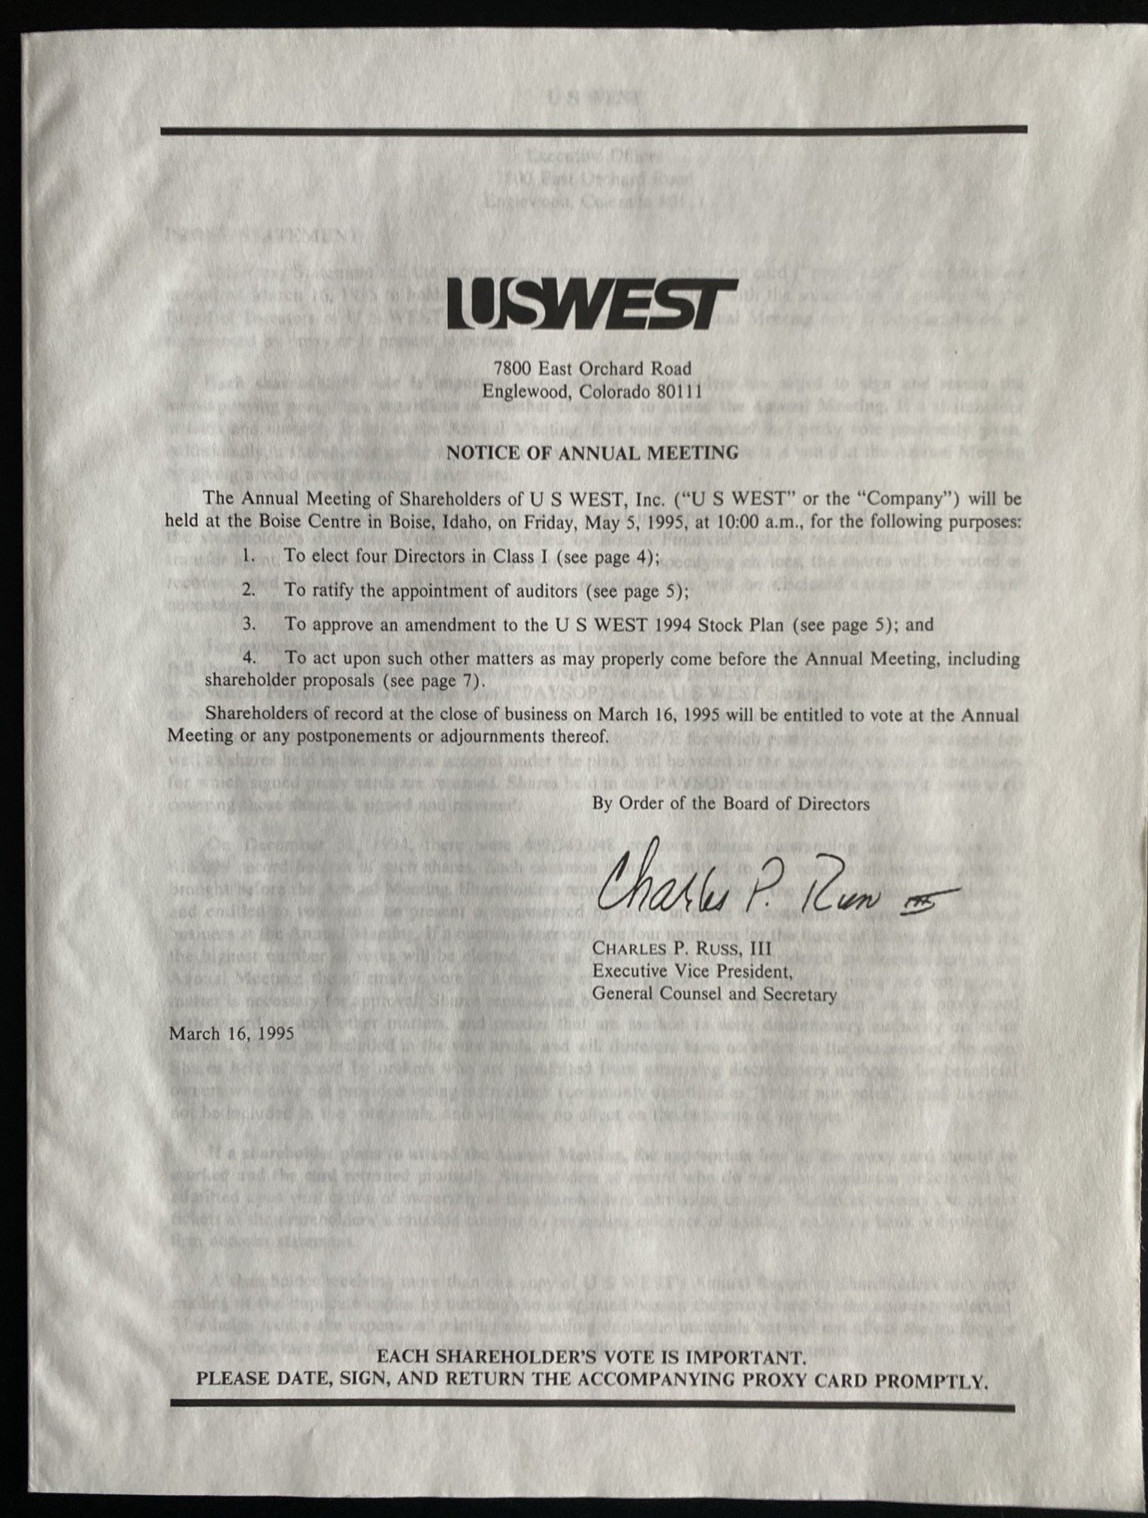 U S WEST
USWEST
7800 East Orchard Road
Englewood, Colorado 80111
NOTICE OF ANNUAL MEETING
The Annual Meeting of Shareholders of U S WEST, Inc. (“U S WEST” or the “Company”) will be
held at the Boise Centre in Boise, Idaho, on Friday, May 5, 1995, at 10:00 a.m., for the following purposes:
1. To elect four Directors in Class I (see page 4);
2. To ratify the appointment of auditors (see page 5);
3. To approve an amendment to the U S WEST 1994 Stock Plan (see page 5); and
4. To act upon such other matters as may properly come before the Annual Meeting, including
shareholder proposals (see page 7).
Shareholders of record at the close of business on March 16, 1995 will be entitled to vote at the Annual
Meeting or any postponements or adjournments thereof.
By Order of the Board of Directors
Charles P. Russ III
CHARLES P. RUSS, III
Executive Vice President,
General Counsel and Secretary
March 16, 1995
EACH SHAREHOLDER’S VOTE IS IMPORTANT.
PLEASE DATE, SIGN, AND RETURN THE ACCOMPANYING PROXY CARD PROMPTLY.